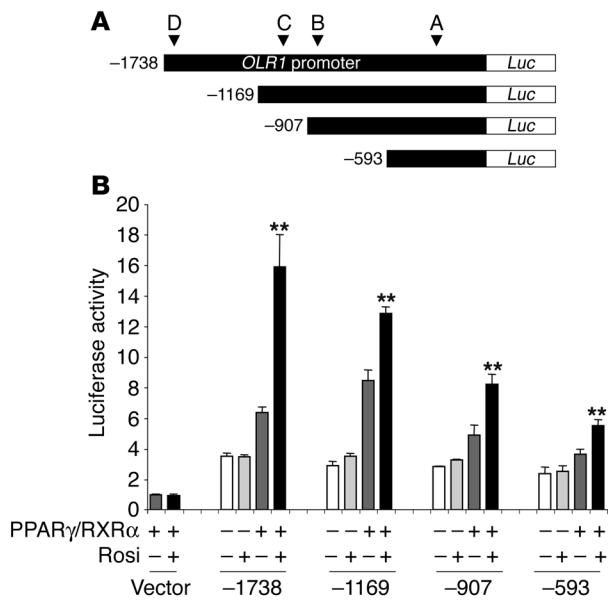 A
D C B A
–1738 OLR1 promoter Luc
–1169 Luc
–907 Luc
–593 Luc
B
20
18
16
14
12
10
8
6
4
2
0
Luciferase activity
** ** ** **
PPARγ/RXRα + + – – + + – – + + – – + + – – + +
Rosi – + – + – + – + – + – + – + – + – +
Vector –1738 –1169 –907 –593